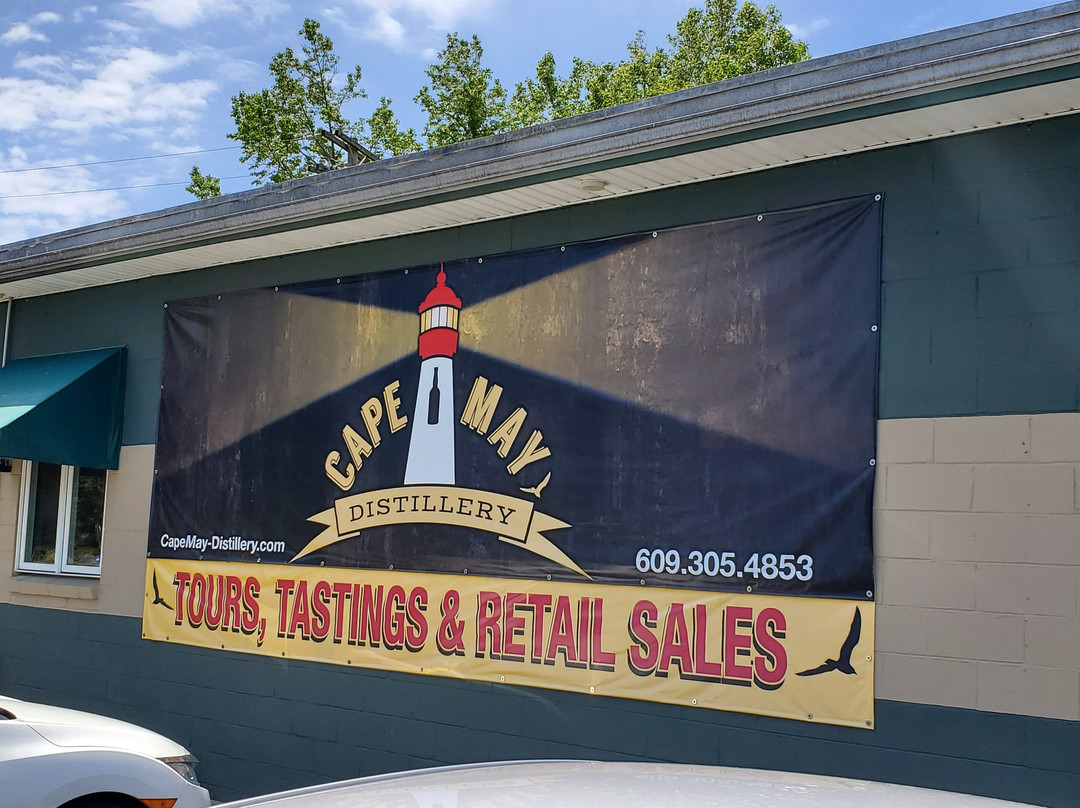 CAPE MAY
DISTILLERY
CapeMay-Distillery.com
609.305.4853
TOURS, TASTINGS & RETAIL SALES